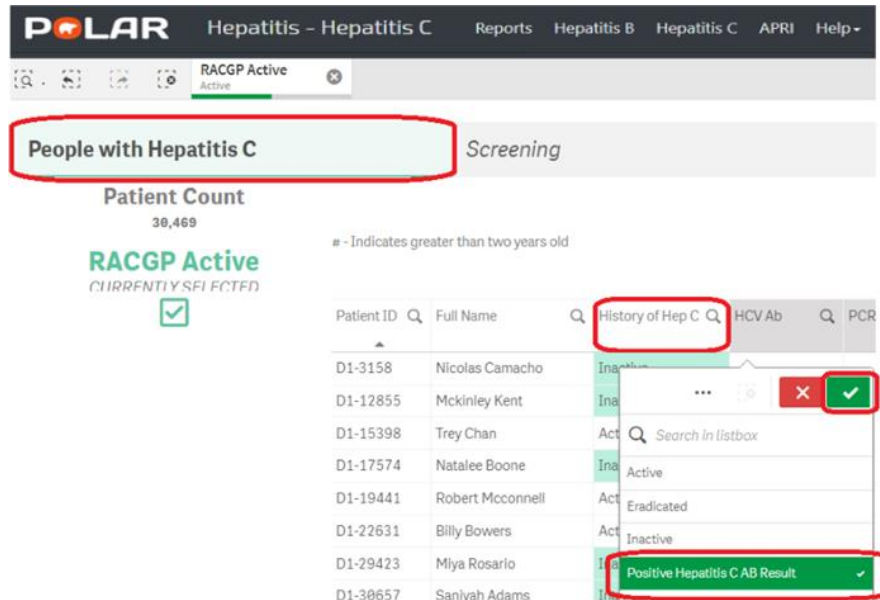 POLAR Hepatitis – Hepatitis C Reports Hepatitis B Hepatitis C APRI Help
RACGP Active
Active
People with Hepatitis C Screening
Patient Count
30,469
# - Indicates greater than two years old
RACGP Active
CURRENTLY SELECTED
Patient ID Full Name History of Hep C HCV Ab PCR
D1-3158 Nicolas Camacho Inactive
D1-12855 Mckinley Kent Ina
D1-15398 Trey Chan Act
Search in listbox
D1-17574 Natalee Boone Ina
Active
D1-19441 Robert Mcconnell Act
Eradicated
D1-22631 Billy Bowers Act
Inactive
D1-29423 Miya Rosario
Positive Hepatitis C AB Result
D1-30657 Saniyah Adams